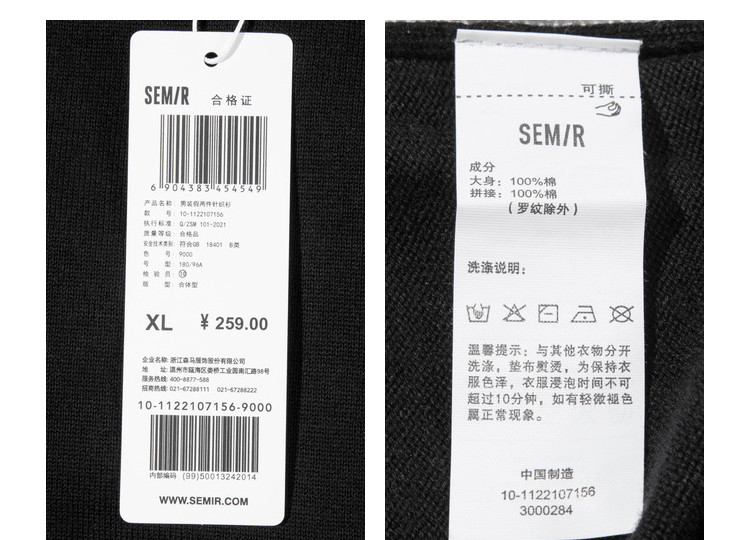 SEM/R 合格证
6 904383 454549
产品名称: 男装假两件针织衫
款 号: 10-1122107156
执行标准: Q/ZSM 101-2021
质量等级: 合格品
安全技术类别: 符合GB 18401 B类
色 号: 9000
号 型: 180/96A
检 验 员: 10
版 型: 合体型
XL ¥ 259.00
企业名称: 浙江森马服饰股份有限公司
地 址: 温州市瓯海区娄桥工业园南汇路98号
服务热线: 400-8877-588
招商热线: 021-67288111 021-67288222
10-1122107156-9000
内部编码 (99)50013242014
WWW.SEMIR.COM
可撕
SEM/R
成分
大身: 100%棉
拼接: 100%棉
(罗纹除外)
洗涤说明:
温馨提示: 与其他衣物分开
洗涤, 垫布熨烫, 为保持衣
服色泽, 衣服浸泡时间不可
超过10分钟, 如有轻微褪色
属正常现象。
中国制造
10-1122107156
3000284